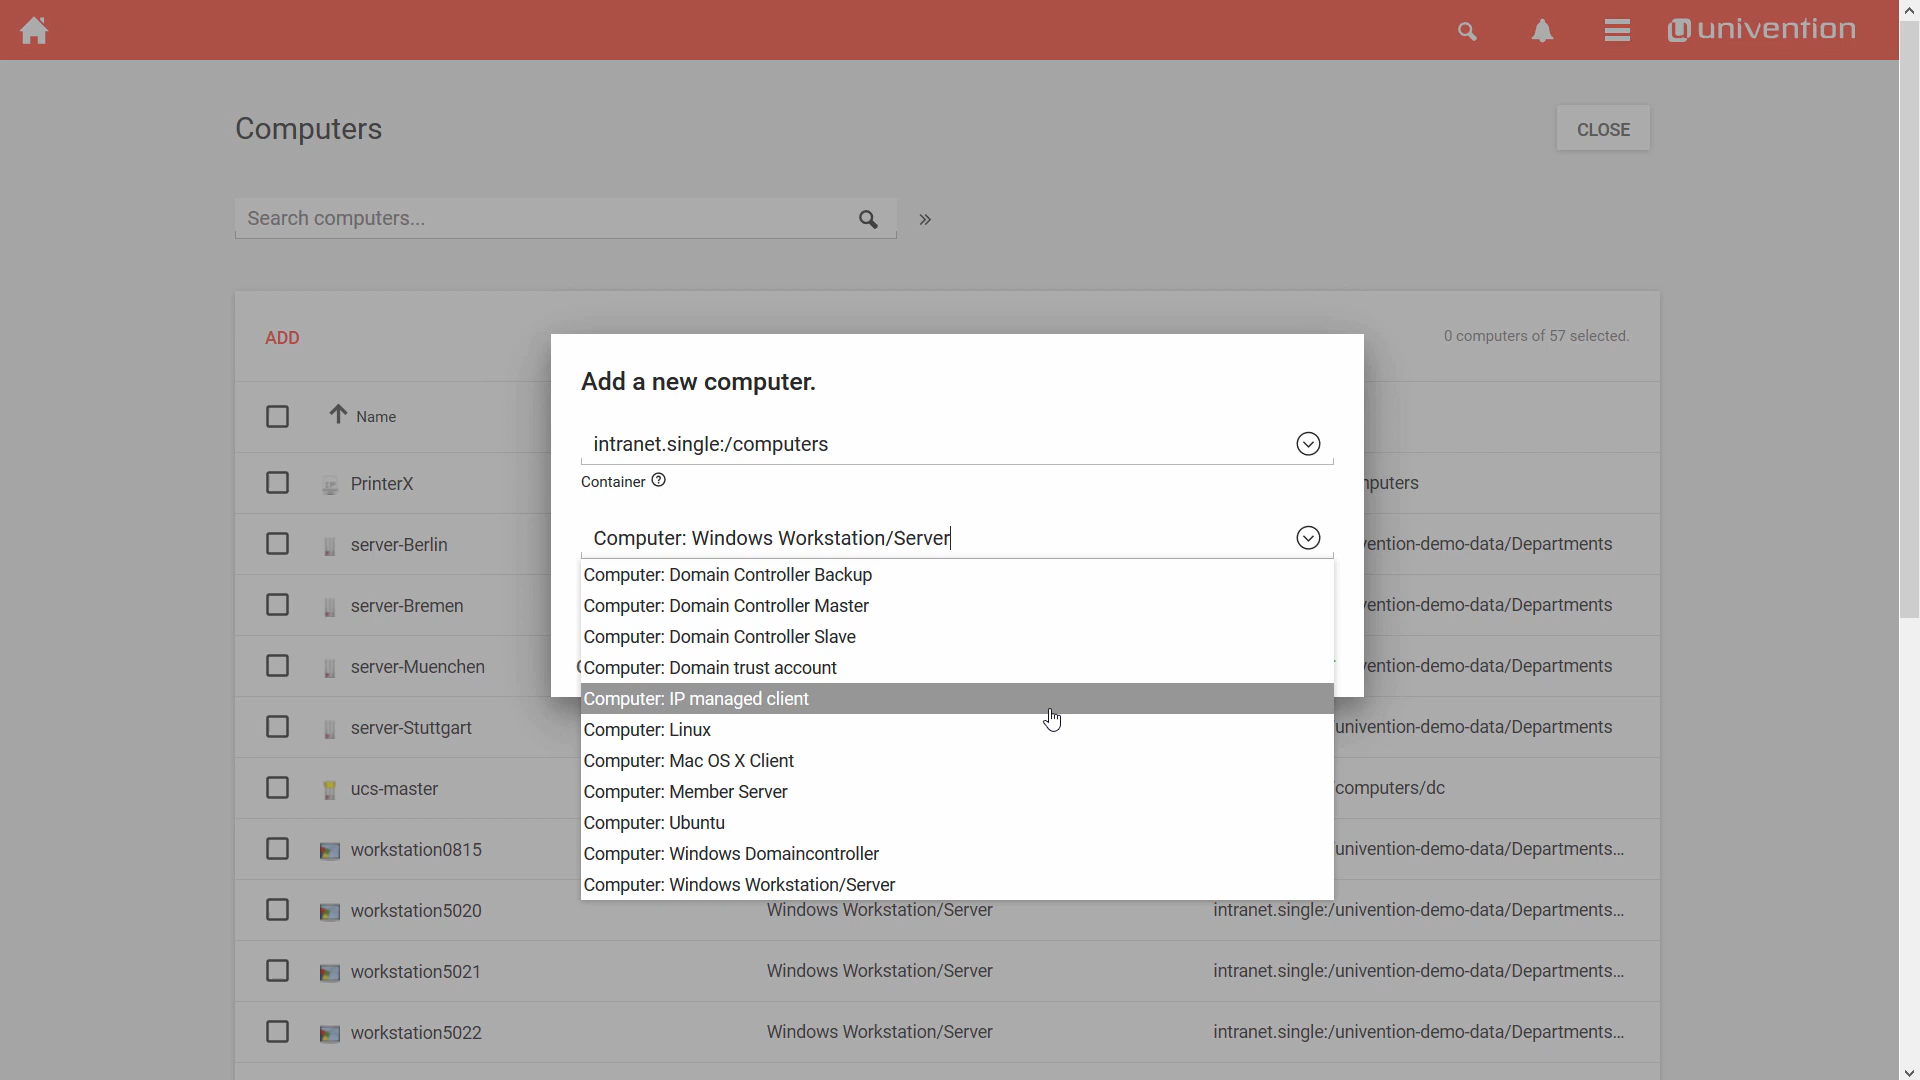 univention
Computers
CLOSE
Search computers...
ADD
0 computers of 57 selected.
Add a new computer.
Name
intranet.single:/computers
Container
PrinterX
server-Berlin
vention-demo-data/Departments
Computer: Windows Workstation/Server
Computer: Domain Controller Backup
server-Bremen
Computer: Domain Controller Master
vention-demo-data/Departments
Computer: Domain Controller Slave
server-Muenchen
Computer: Domain trust account
vention-demo-data/Departments
Computer: IP managed client
server-Stuttgart
Computer: Linux
univention-demo-data/Departments
Computer: Mac OS X Client
ucs-master
Computer: Member Server
computers/dc
Computer: Ubuntu
workstation0815
Computer: Windows Domaincontroller
univention-demo-data/Departments...
Computer: Windows Workstation/Server
workstation5020 Windows Workstation/Server intranet.single:/univention-demo-data/Departments...
workstation5021 Windows Workstation/Server intranet.single:/univention-demo-data/Departments...
workstation5022 Windows Workstation/Server intranet.single:/univention-demo-data/Departments...